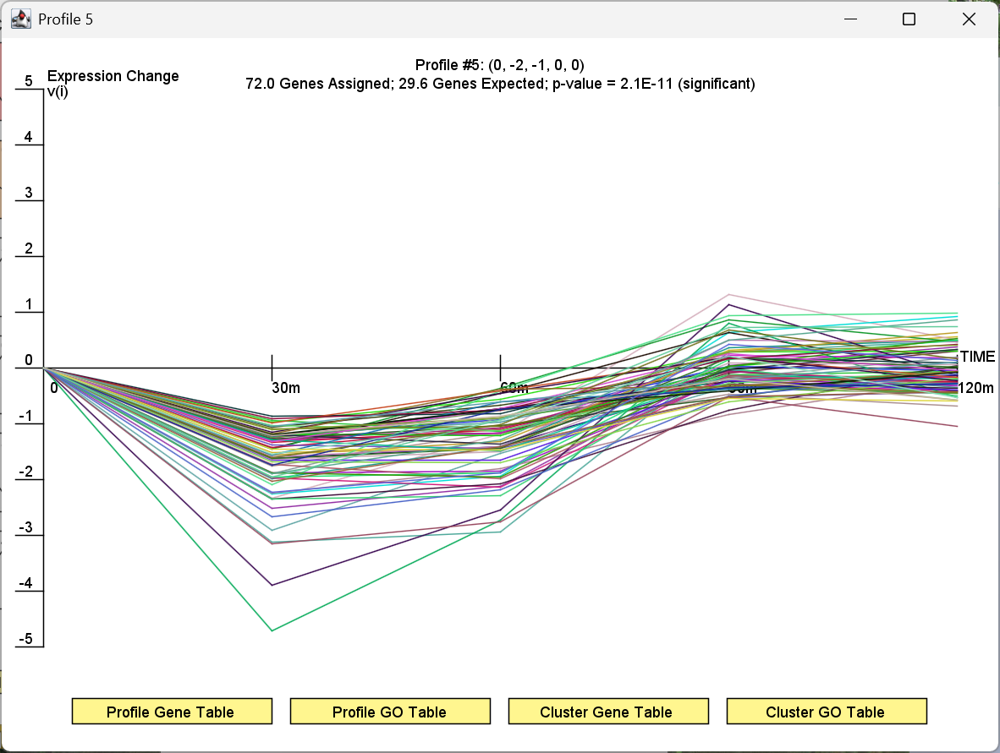 Profile 5
Profile #5: (0, -2, -1, 0, 0)
72.0 Genes Assigned; 29.6 Genes Expected; p-value = 2.1E-11 (significant)
Expression Change
v(i)
5
4
3
2
1
0
-1
-2
-3
-4
-5
TIME
0
30m
60m
120m
Profile Gene Table
Profile GO Table
Cluster Gene Table
Cluster GO Table